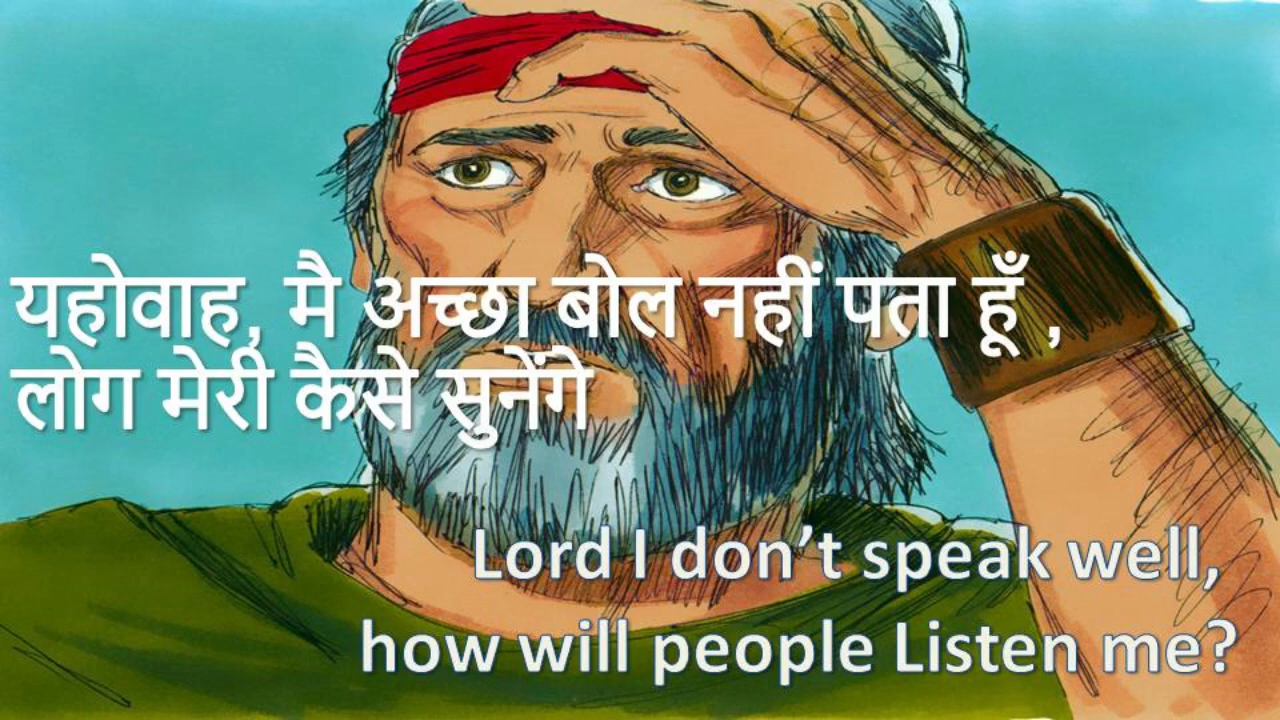 यहोवाह, मै अच्छा बोल नहीं पता हूँ ,
लोग मेरी कैसे सुनेंगे
Lord I don’t speak well,
how will people Listen me?